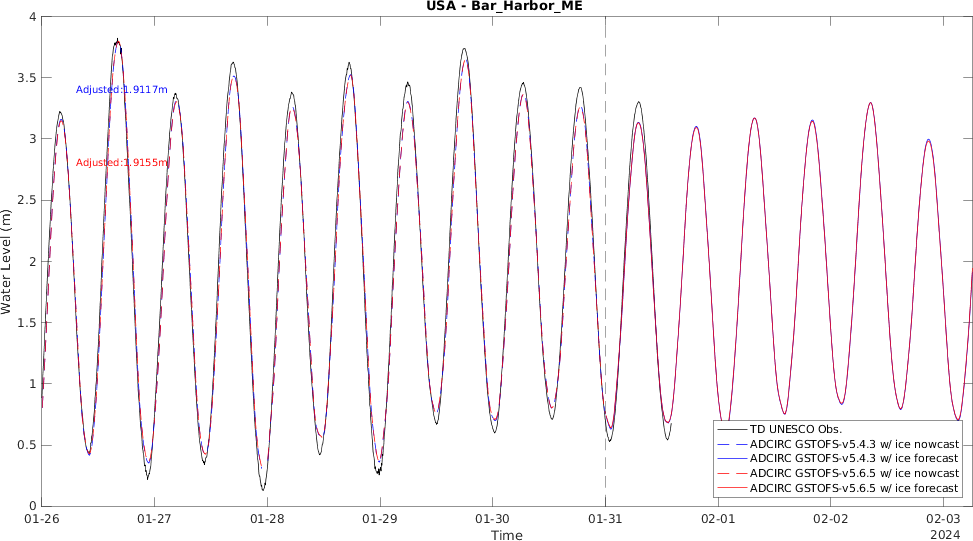 USA - Bar_Harbor_ME
4
3.5
3
2.5
2
1.5
1
0.5
0
Water Level (m)
Adjusted:1.9117m
Adjusted:1.9155m
TD UNESCO Obs.
ADCIRC GSTOFS-v5.4.3 w/ ice nowcast
ADCIRC GSTOFS-v5.4.3 w/ ice forecast
ADCIRC GSTOFS-v5.6.5 w/ ice nowcast
ADCIRC GSTOFS-v5.6.5 w/ ice forecast
01-26
01-27
01-28
01-29
01-30
01-31
02-01
02-02
02-03
Time
2024